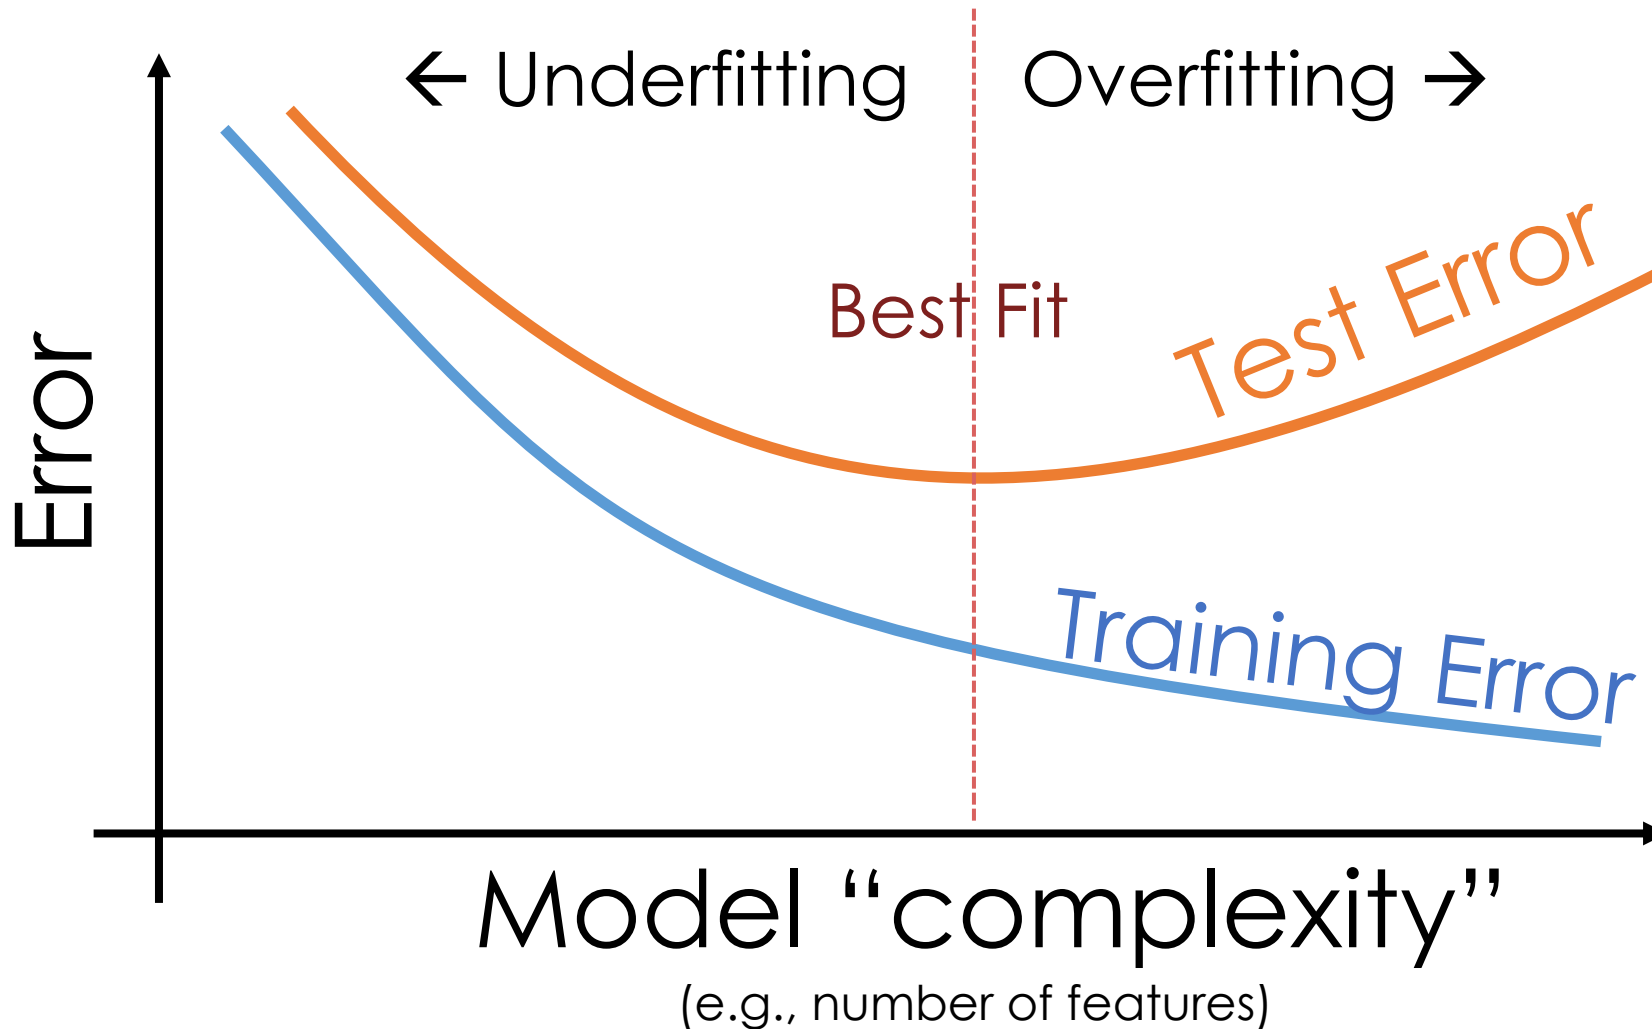 ← Underfitting
Overfitting →
Best Fit
Test Error
Error
Training Error
Model “complexity”
(e.g., number of features)